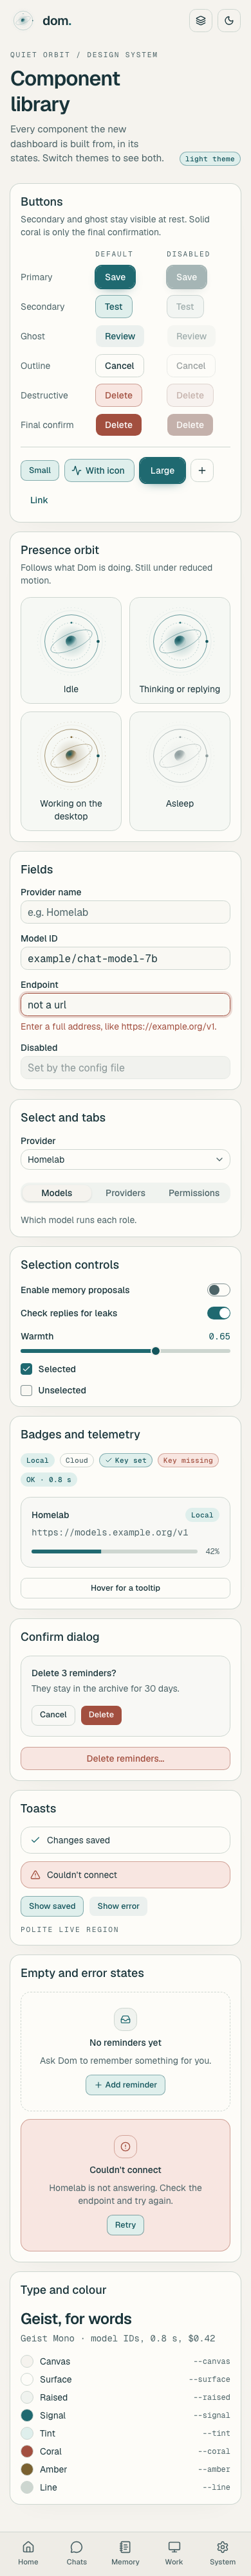 dom.
QUIET ORBIT / DESIGN SYSTEM
Component
library
Every component the new
dashboard is built from, in its
states. Switch themes to see both.
light theme
Buttons
Secondary and ghost stay visible at rest. Solid
coral is only the final confirmation.
DEFAULT DISABLED
Primary Save Save
Secondary Test Test
Ghost Review Review
Outline Cancel Cancel
Destructive Delete Delete
Final confirm Delete Delete
Small With icon Large
Link
Presence orbit
Follows what Dom is doing. Still under reduced
motion.
Idle
Thinking or replying
Working on the
desktop
Asleep
Fields
Provider name
e.g. Homelab
Model ID
example/chat-model-7b
Endpoint
not a url
Enter a full address, like https://example.org/v1.
Disabled
Set by the config file
Select and tabs
Provider
Homelab
Models Providers Permissions
Which model runs each role.
Selection controls
Enable memory proposals
Check replies for leaks
Warmth 0.65
Selected
Unselected
Badges and telemetry
Local Cloud Key set Key missing
OK · 0.8 s
Homelab Local
https://models.example.org/v1
42%
Hover for a tooltip
Confirm dialog
Delete 3 reminders?
They stay in the archive for 30 days.
Cancel Delete
Delete reminders…
Toasts
Changes saved
Couldn't connect
Show saved Show error
POLITE LIVE REGION
Empty and error states
No reminders yet
Ask Dom to remember something for you.
Add reminder
Couldn't connect
Homelab is not answering. Check the
endpoint and try again.
Retry
Type and colour
Geist, for words
Geist Mono · model IDs, 0.8 s, $0.42
Canvas --canvas
Surface --surface
Raised --raised
Signal --signal
Tint --tint
Coral --coral
Amber --amber
Line --line
Home Chats Memory Work System